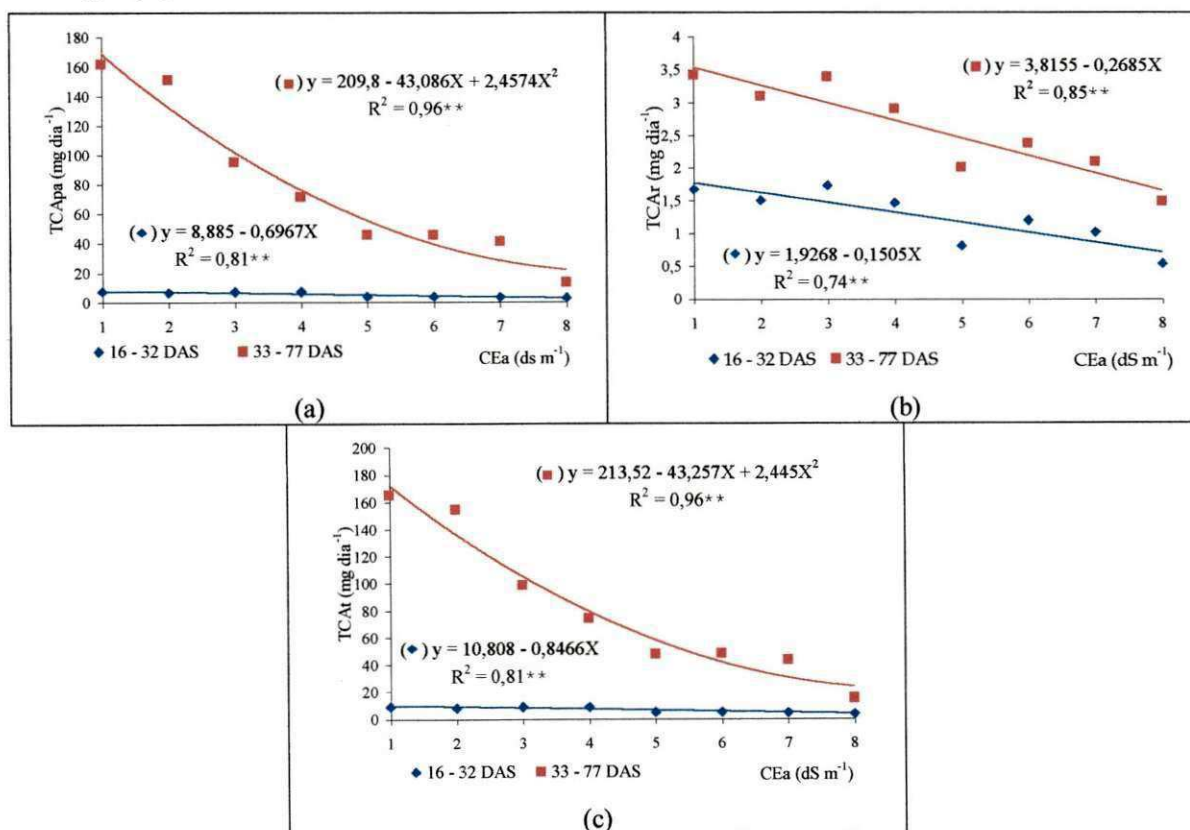 180
160
140
120
100
80
60
40
20
0
TCApa (mg dia⁻¹)
(■) y = 209,8 - 43,086X + 2,4574X²
R² = 0,96**
(◆) y = 8,885 - 0,6967X
R² = 0,81**
1 2 3 4 5 6 7 8
◆ 16 - 32 DAS ■ 33 - 77 DAS CEa (ds m⁻¹)
(a)
4
3,5
3
2,5
2
1,5
1
0,5
0
TCAr (mg dia⁻¹)
(■) y = 3,8155 - 0,2685X
R² = 0,85**
(◆) y = 1,9268 - 0,1505X
R² = 0,74**
1 2 3 4 5 6 7 8
◆ 16 - 32 DAS ■ 33 - 77 DAS CEa (dS m⁻¹)
(b)
200
180
160
140
120
100
80
60
40
20
0
TCAt (mg dia⁻¹)
(■) y = 213,52 - 43,257X + 2,445X²
R² = 0,96**
(◆) y = 10,808 - 0,8466X
R² = 0,81**
1 2 3 4 5 6 7 8
◆ 16 - 32 DAS ■ 33 - 77 DAS CEa (dS m⁻¹)
(c)